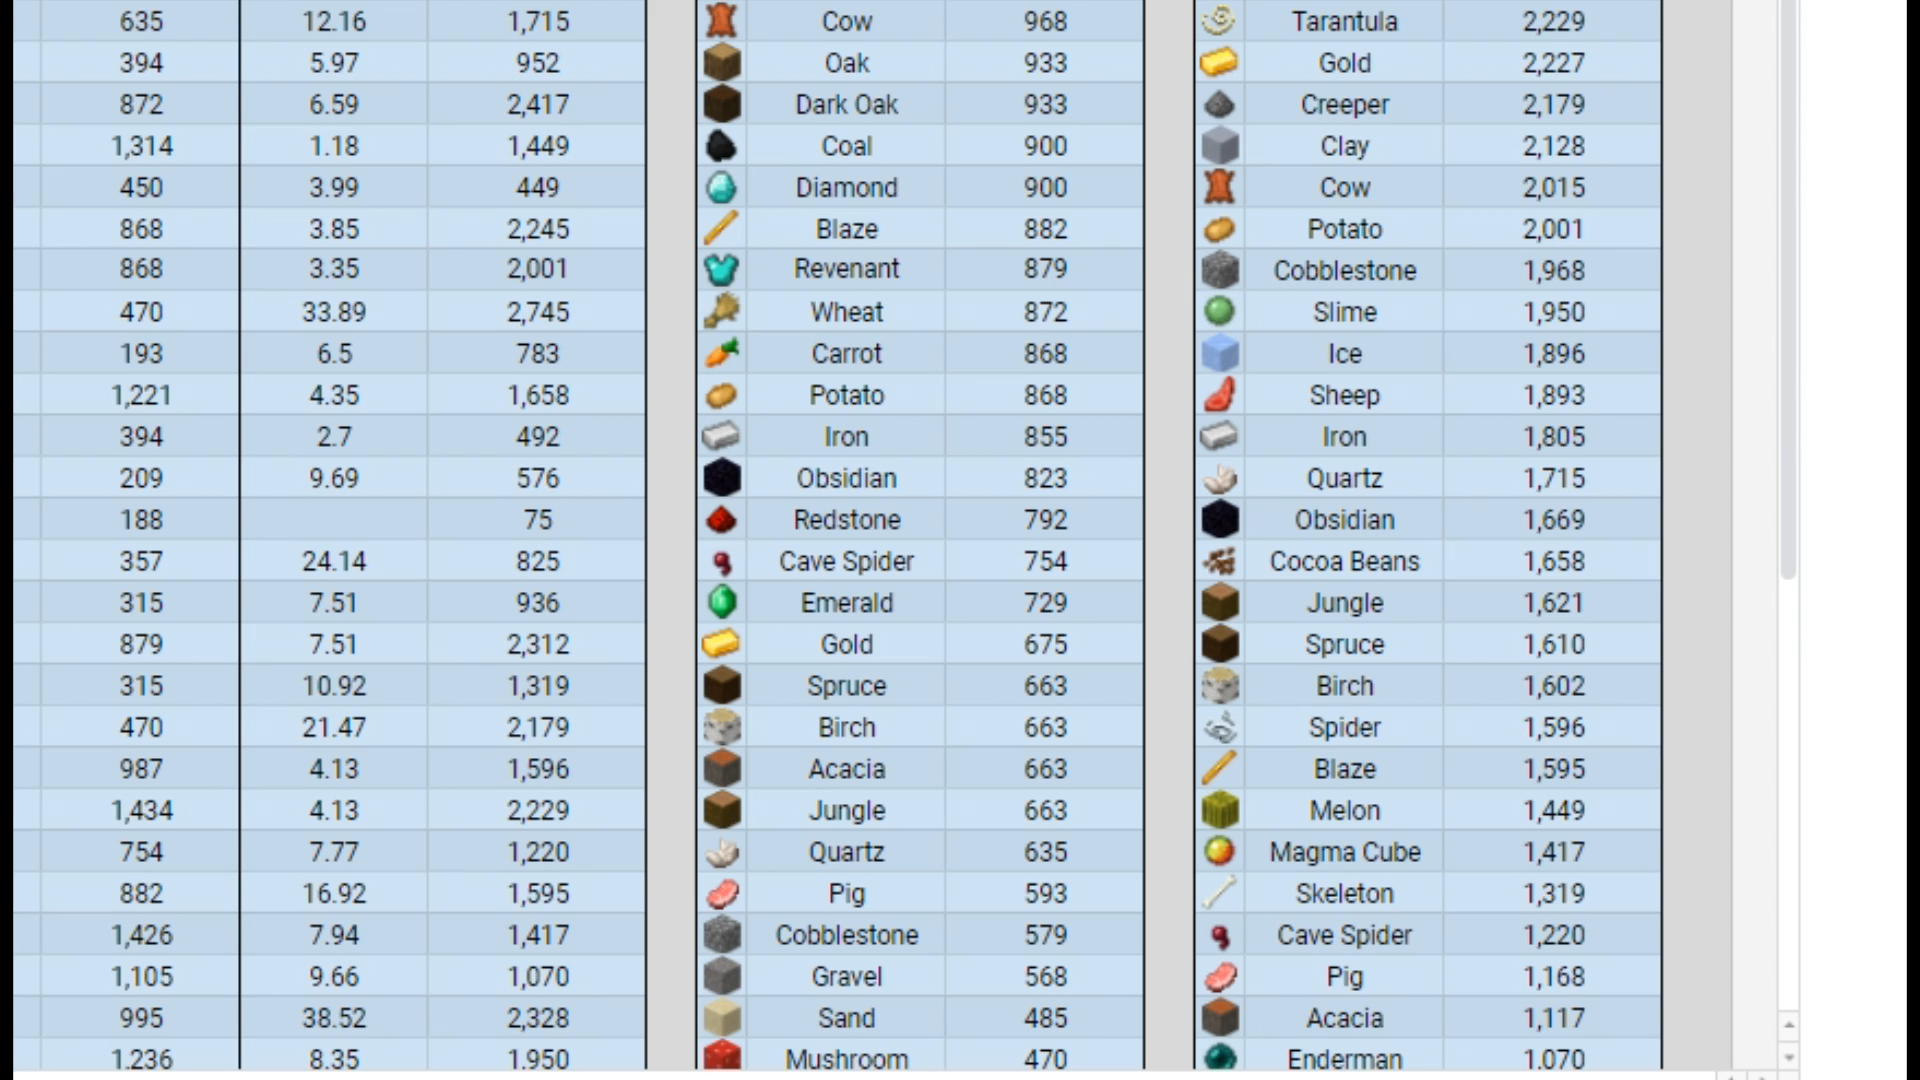 635 12.16 1,715 Cow 968 Tarantula 2,229
394 5.97 952 Oak 933 Gold 2,227
872 6.59 2,417 Dark Oak 933 Creeper 2,179
1,314 1.18 1,449 Coal 900 Clay 2,128
450 3.99 449 Diamond 900 Cow 2,015
868 3.85 2,245 Blaze 882 Potato 2,001
868 3.35 2,001 Revenant 879 Cobblestone 1,968
470 33.89 2,745 Wheat 872 Slime 1,950
193 6.5 783 Carrot 868 Ice 1,896
1,221 4.35 1,658 Potato 868 Sheep 1,893
394 2.7 492 Iron 855 Iron 1,805
209 9.69 576 Obsidian 823 Quartz 1,715
188 75 Redstone 792 Obsidian 1,669
357 24.14 825 Cave Spider 754 Cocoa Beans 1,658
315 7.51 936 Emerald 729 Jungle 1,621
879 7.51 2,312 Gold 675 Spruce 1,610
315 10.92 1,319 Spruce 663 Birch 1,602
470 21.47 2,179 Birch 663 Spider 1,596
987 4.13 1,596 Acacia 663 Blaze 1,595
1,434 4.13 2,229 Jungle 663 Melon 1,449
754 7.77 1,220 Quartz 635 Magma Cube 1,417
882 16.92 1,595 Pig 593 Skeleton 1,319
1,426 7.94 1,417 Cobblestone 579 Cave Spider 1,220
1,105 9.66 1,070 Gravel 568 Pig 1,168
995 38.52 2,328 Sand 485 Acacia 1,117
1,236 8.35 1,950 Mushroom 470 Enderman 1,070